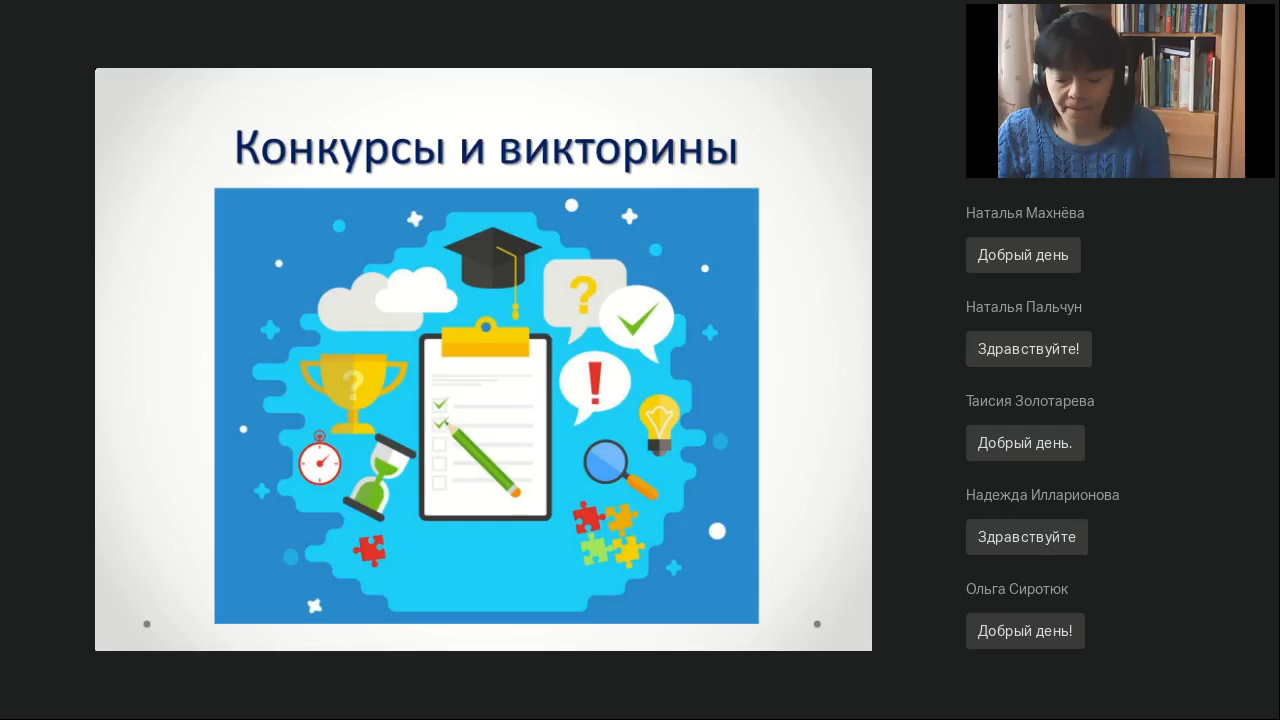 Конкурсы и викторины
?
?
!
Наталья Махнёва
Добрый день
Наталья Пальчун
Здравствуйте!
Таисия Золотарева
Добрый день.
Надежда Илларионова
Здравствуйте
Ольга Сиротюк
Добрый день!